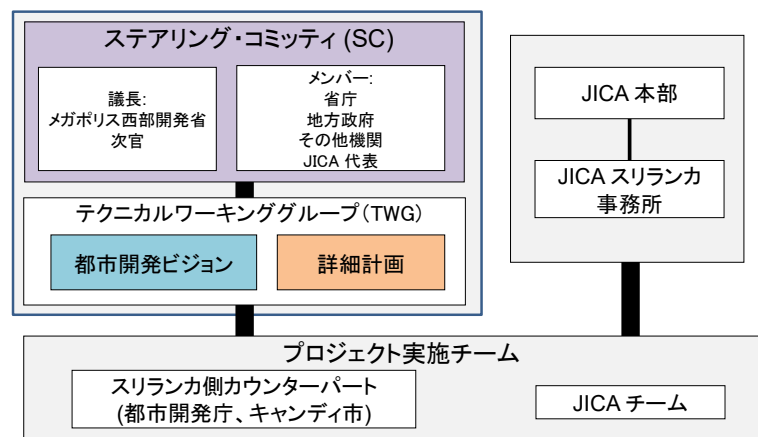 ステアリング・コミッティ (SC)
議長:
メガポリス西部開発省
次官
メンバー:
省庁
地方政府
その他機関
JICA 代表
テクニカルワーキンググループ（TWG）
都市開発ビジョン
詳細計画
JICA 本部
JICA スリランカ
事務所
プロジェクト実施チーム
スリランカ側カウンターパート
(都市開発庁、キャンディ市)
JICA チーム